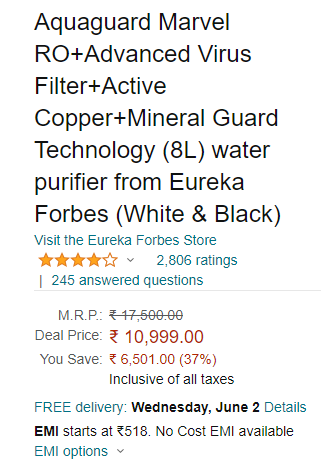 Aquaguard Marvel
RO+Advanced Virus
Filter+Active
Copper+Mineral Guard
Technology (8L) water
purifier from Eureka
Forbes (White & Black)
Visit the Eureka Forbes Store
2,806 ratings
| 245 answered questions
M.R.P.: ₹ 17,500.00
Deal Price: ₹ 10,999.00
You Save: ₹ 6,501.00 (37%)
Inclusive of all taxes
FREE delivery: Wednesday, June 2 Details
EMI starts at ₹518. No Cost EMI available
EMI options